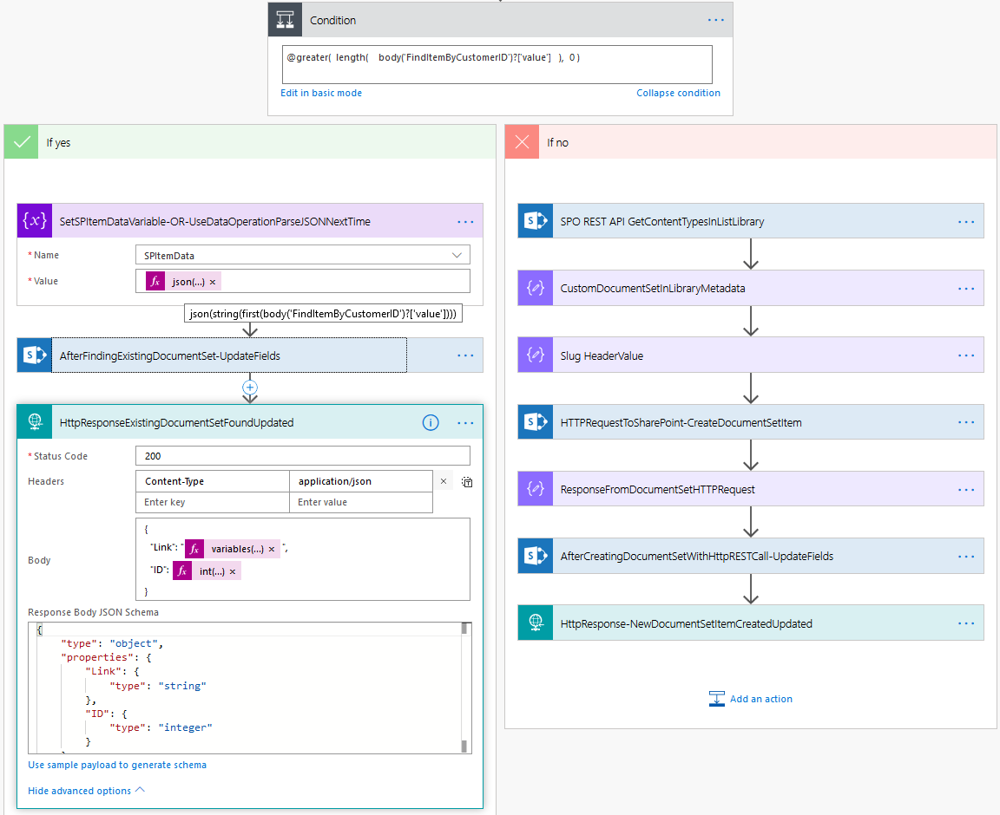 Condition
@greater( length( body('FindItemByCustomerID')?['value'] ), 0)
Edit in basic mode
Collapse condition
If yes
SetSPItemDataVariable-OR-UseDataOperationParseJSONNextTime
* Name
SPItemData
* Value
fx json(...) ×
json(string(first(body('FindItemByCustomerID')?['value'])))
AfterFindingExistingDocumentSet-UpdateFields
HttpResponseExistingDocumentSetFoundUpdated
* Status Code
200
Headers
Content-Type
application/json
Enter key
Enter value
Body
{
"Link": " fx variables(...) × ",
"ID": fx int(...) ×
}
Response Body JSON Schema
{
"type": "object",
"properties": {
"Link": {
"type": "string"
},
"ID": {
"type": "integer"
}
Use sample payload to generate schema
Hide advanced options
If no
SPO REST API GetContentTypesInListLibrary
CustomDocumentSetInLibraryMetadata
Slug HeaderValue
HTTPRequestToSharePoint-CreateDocumentSetItem
ResponseFromDocumentSetHTTPRequest
AfterCreatingDocumentSetWithHttpRESTCall-UpdateFields
HttpResponse-NewDocumentSetItemCreatedUpdated
Add an action